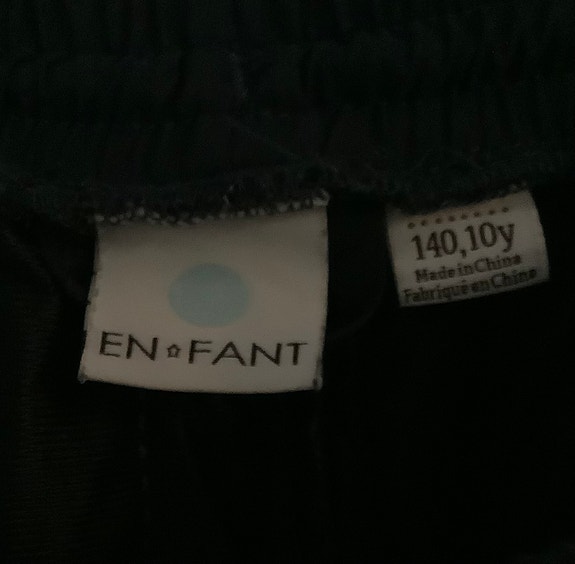 EN FANT
140,10y
Made in China
Fabriqué en Chine